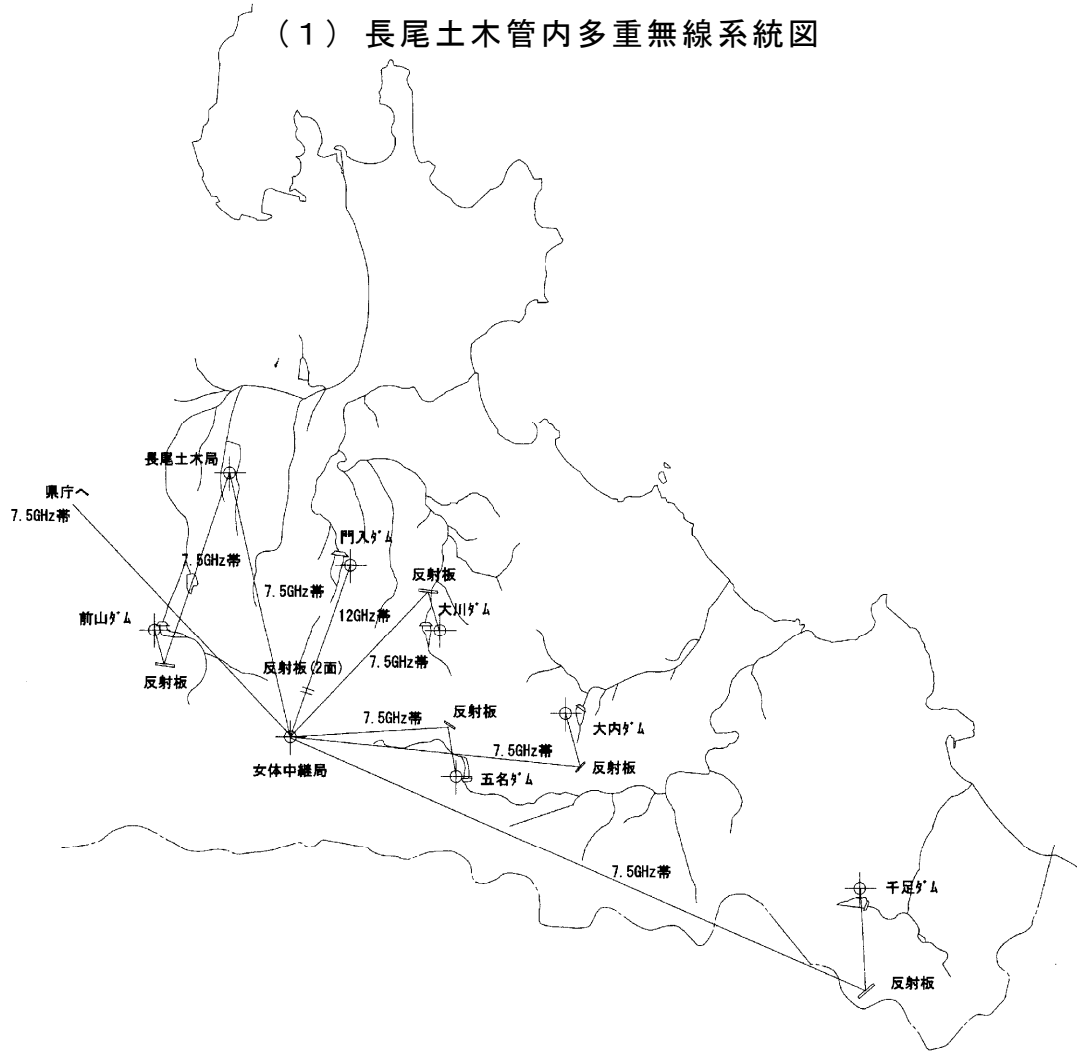 (1) 長尾土木管内多重無線系統図
長尾土木局
県庁へ
7.5GHz帯
7.5GHz帯
門入ダム
反射板
7.5GHz帯
12GHz帯
大川ダム
前山ダム
反射板
反射板(2面)
7.5GHz帯
7.5GHz帯
反射板
大内ダム
7.5GHz帯
女体中継局
反射板
五名ダム
7.5GHz帯
千足ダム
反射板